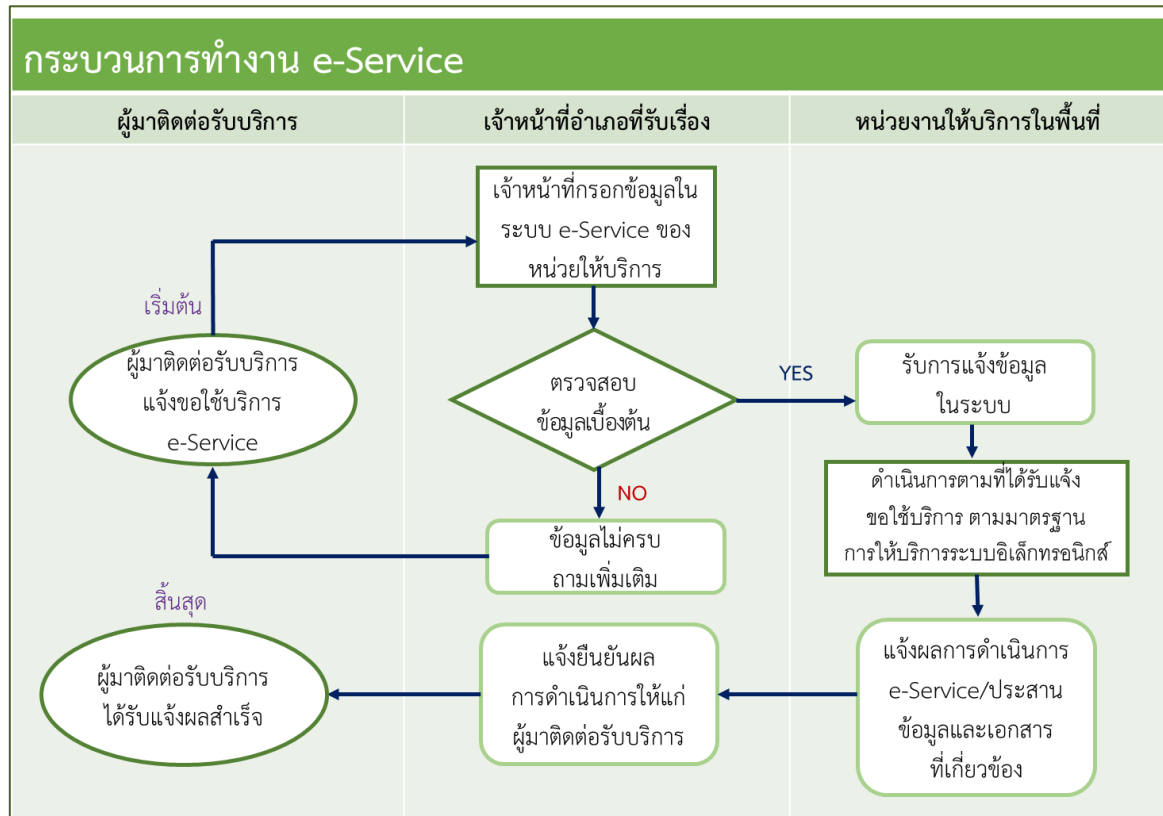 กระบวนการทำงาน e-Service
ผู้มาติดต่อรับบริการ
เจ้าหน้าที่อำเภอที่รับเรื่อง
หน่วยงานให้บริการในพื้นที่
เริ่มต้น
ผู้มาติดต่อรับบริการ
แจ้งขอใช้บริการ
e-Service
เจ้าหน้าที่กรอกข้อมูลใน
ระบบ e-Service ของ
หน่วยให้บริการ
ตรวจสอบ
ข้อมูลเบื้องต้น
YES
รับการแจ้งข้อมูล
ในระบบ
NO
ข้อมูลไม่ครบ
ถามเพิ่มเติม
ดำเนินการตามที่ได้รับแจ้ง
ขอใช้บริการ ตามมาตรฐาน
การให้บริการระบบอิเล็กทรอนิกส์
แจ้งผลการดำเนินการ
e-Service/ประสาน
ข้อมูลและเอกสาร
ที่เกี่ยวข้อง
แจ้งยืนยันผล
การดำเนินการให้แก่
ผู้มาติดต่อรับบริการ
สิ้นสุด
ผู้มาติดต่อรับบริการ
ได้รับแจ้งผลสำเร็จ